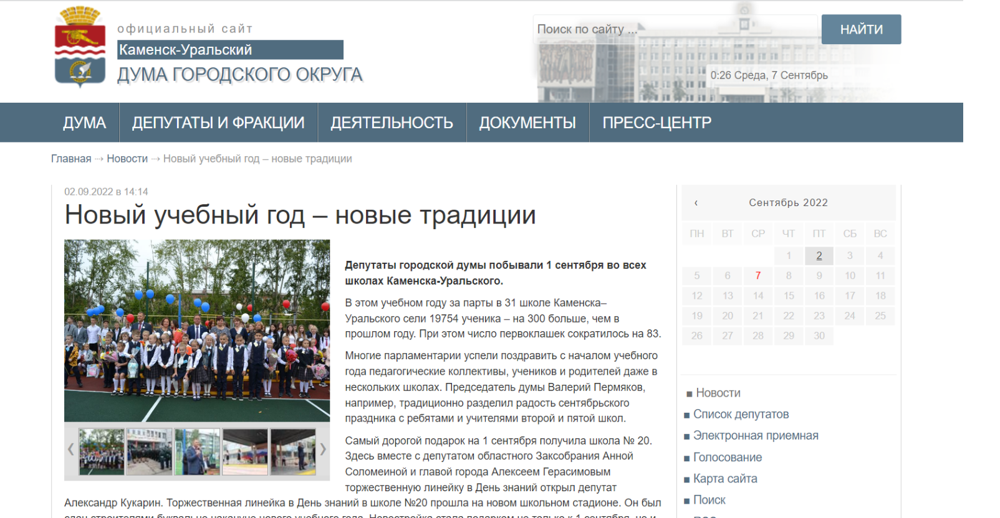 официальный сайт
Каменск-Уральский
ДУМА ГОРОДСКОГО ОКРУГА
Поиск по сайту ...
НАЙТИ
0:26 Среда, 7 Сентябрь
ДУМА
ДЕПУТАТЫ И ФРАКЦИИ
ДЕЯТЕЛЬНОСТЬ
ДОКУМЕНТЫ
ПРЕСС-ЦЕНТР
Главная ⇢ Новости ⇢ Новый учебный год – новые традиции
02.09.2022 в 14:14
Новый учебный год – новые традиции
Депутаты городской думы побывали 1 сентября во всех
школах Каменска-Уральского.
В этом учебном году за парты в 31 школе Каменска–
Уральского сели 19754 ученика – на 300 больше, чем в
прошлом году. При этом число первоклашек сократилось на 83.
Многие парламентарии успели поздравить с началом учебного
года педагогические коллективы, учеников и родителей даже в
нескольких школах. Председатель думы Валерий Пермяков,
например, традиционно разделил радость сентябрьского
праздника с ребятами и учителями второй и пятой школ.
Самый дорогой подарок на 1 сентября получила школа № 20.
Здесь вместе с депутатом областного Заксобрания Анной
Соломеиной и главой города Алексеем Герасимовым
торжественную линейку в День знаний открыл депутат
Александр Кукарин. Торжественная линейка в День знаний в школе №20 прошла на новом школьном стадионе. Он был
‹ Сентябрь 2022
ПН ВТ СР ЧТ ПТ СБ ВС
1 2 3 4
5 6 7 8 9 10 11
12 13 14 15 16 17 18
19 20 21 22 23 24 25
26 27 28 29 30
Новости
Список депутатов
Электронная приемная
Голосование
Карта сайта
Поиск